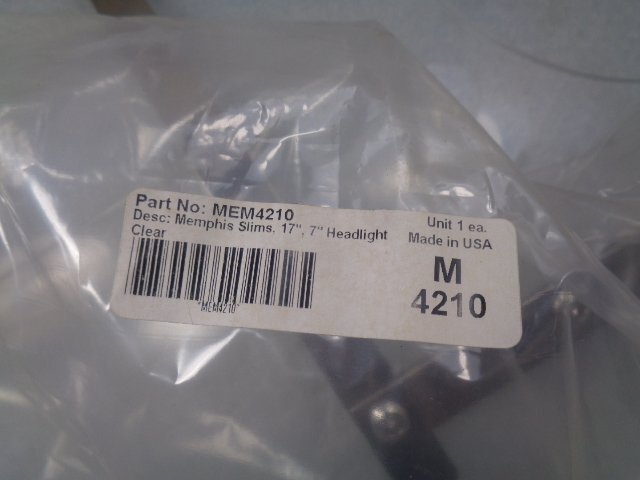 Part No: MEM4210
Desc: Memphis Slims, 17", 7" Headlight
Clear
*MEM4210*
Unit 1 ea.
Made in USA
M
4210